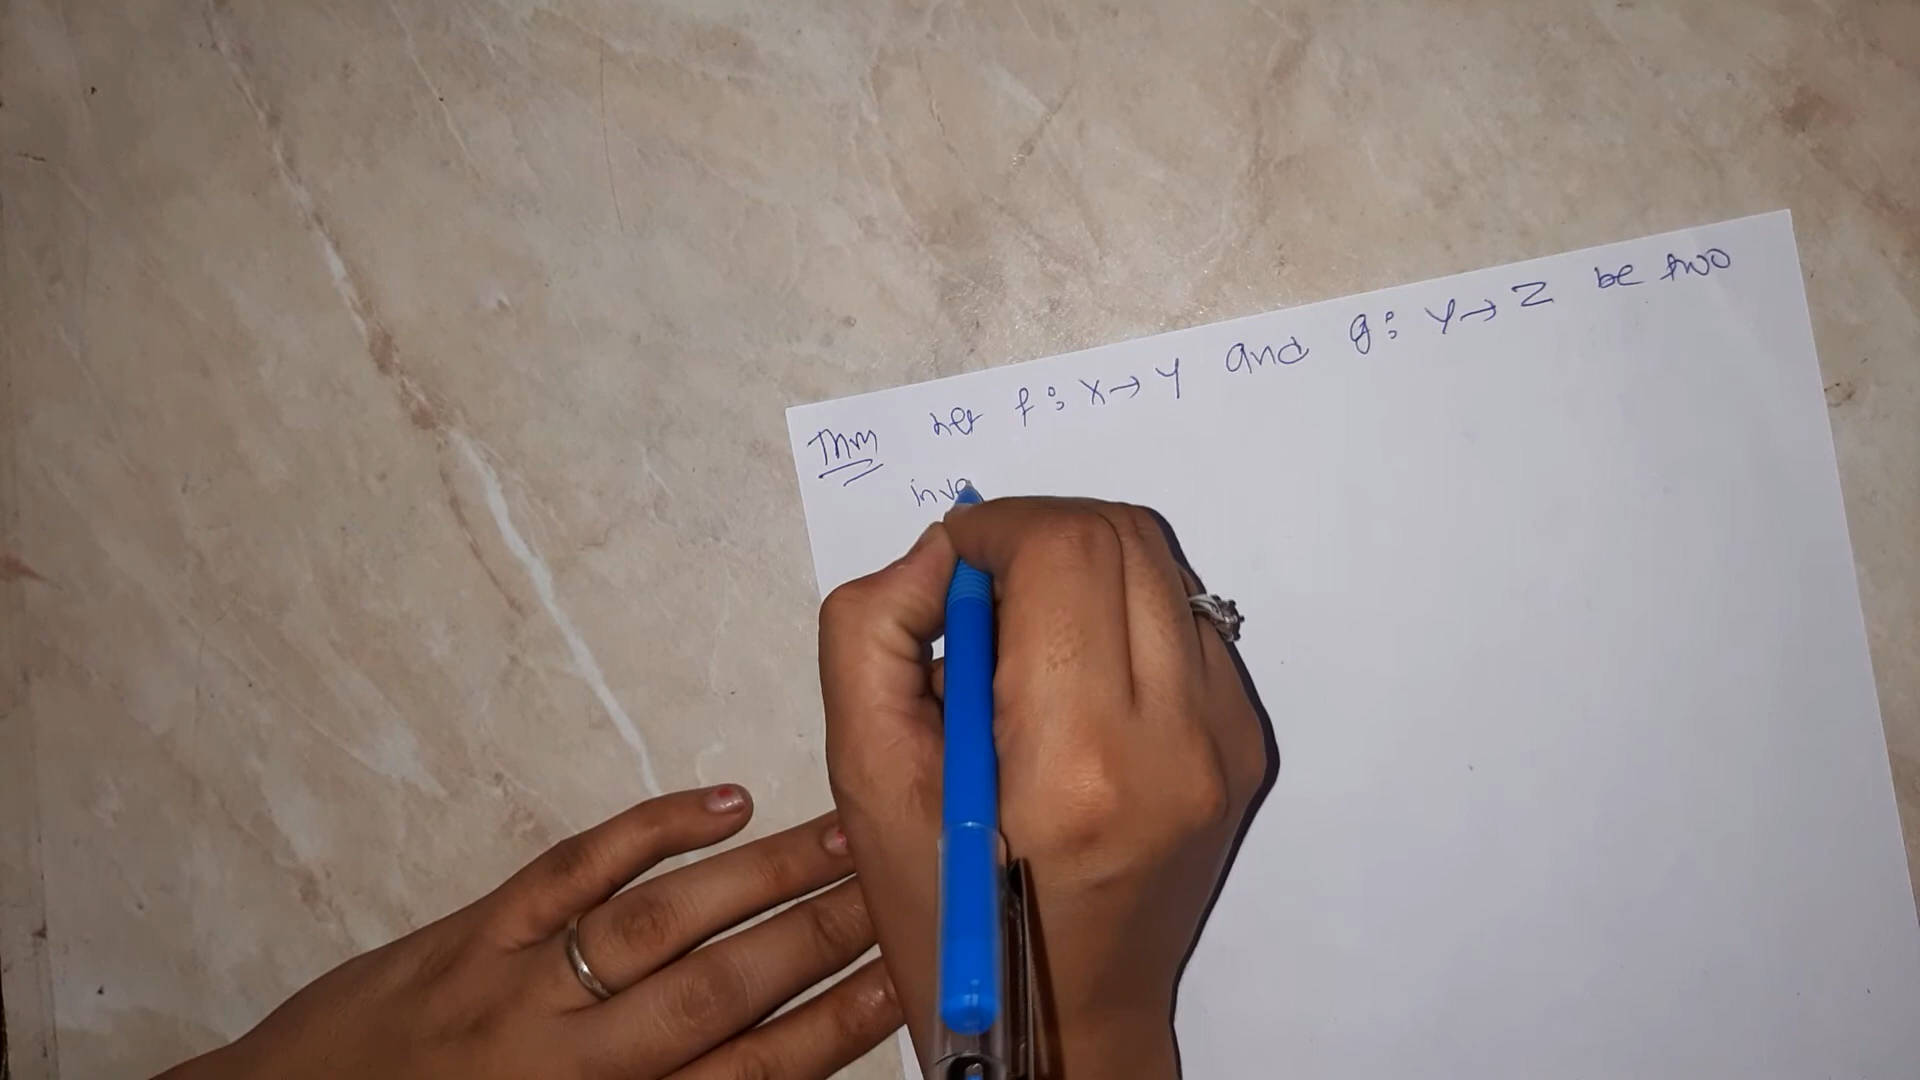 Thm Let f : X → Y and g : Y → Z be two
inve